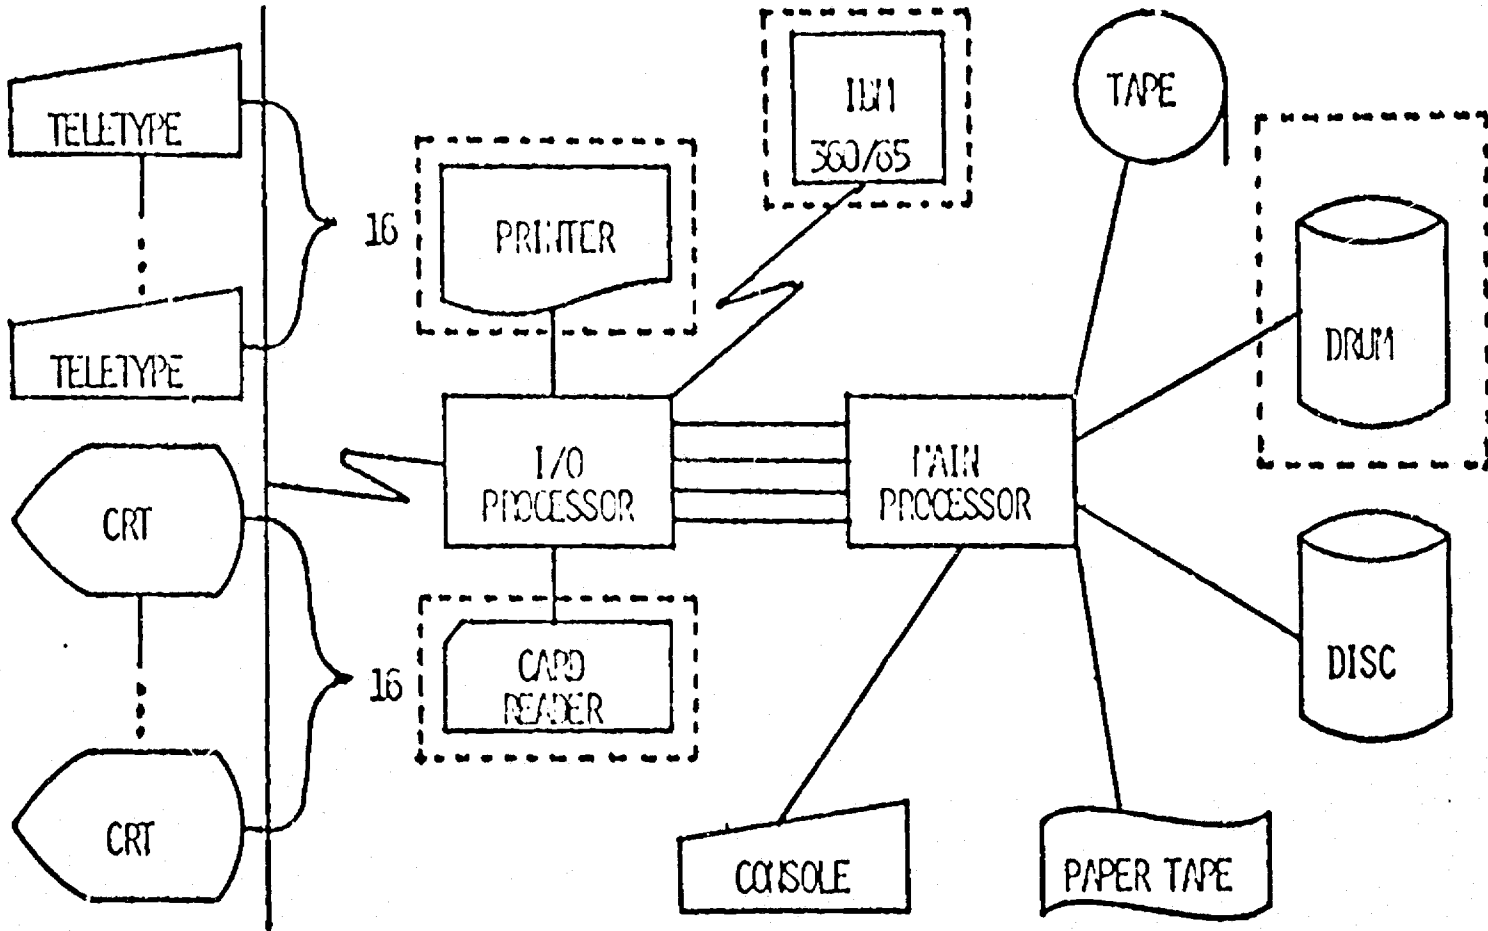 TELETYPE
16
TELETYPE
CRT
16
CRT
PRINTER
IBM
360/65
TAPE
DRUM
I/O
PROCESSOR
MAIN
PROCESSOR
CARD
READER
DISC
CONSOLE
PAPER TAPE